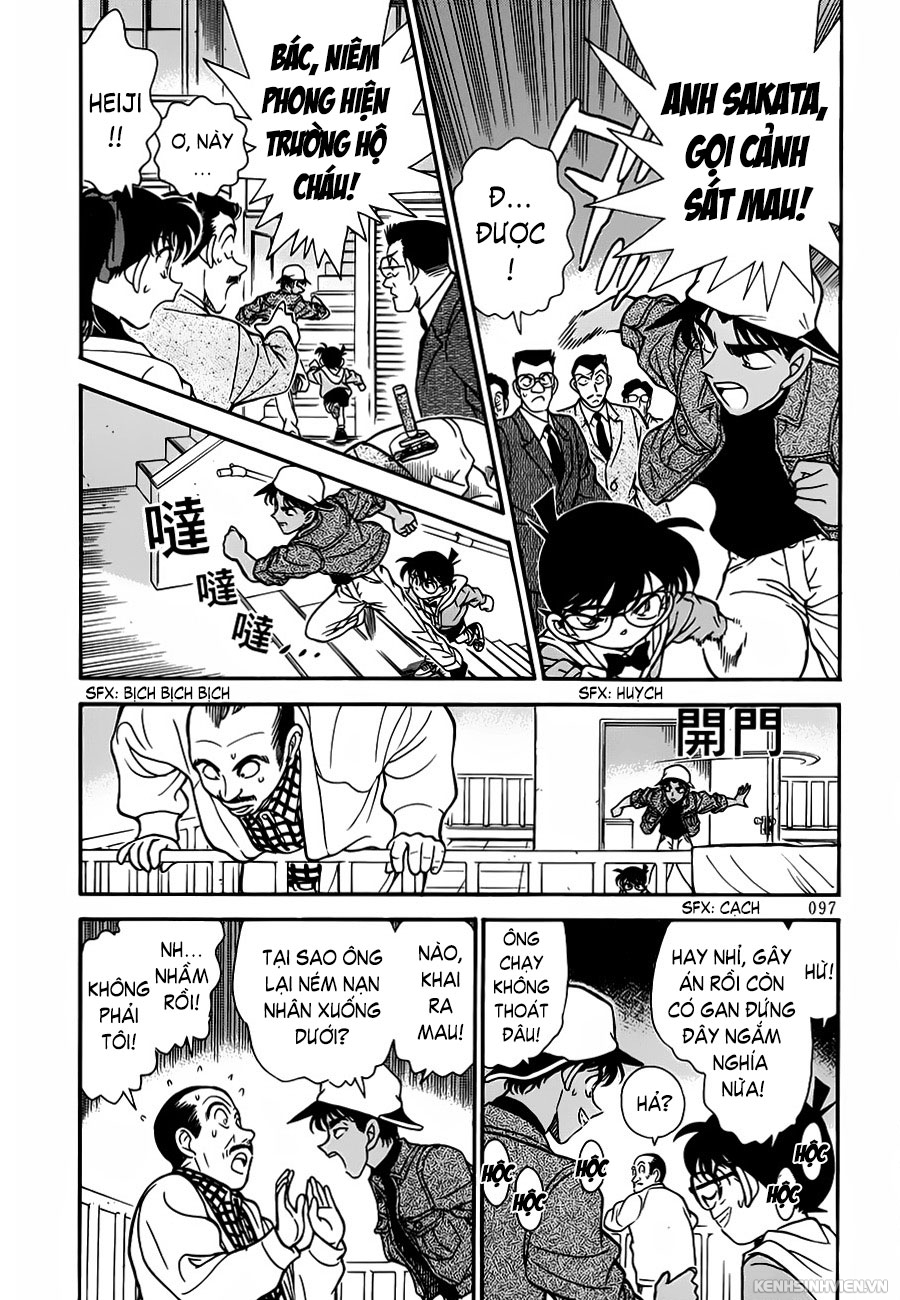 ANH SAKATA,
GỌI CẢNH
SÁT MAU!
Đ...
ĐƯỢC
!
BÁC, NIÊM
PHONG HIỆN
TRƯỜNG HỘ
CHÁU!
Ơ, NÀY
...
HEIJI
!!
噠
噠
噠
SFX: BỊCH BỊCH BỊCH
SFX: HUỴCH
開門
SFX: CẠCH
097
HỪ!
HAY NHỈ, GÂY
ÁN RỒI CÒN
CÓ GAN ĐỨNG
ĐÂY NGẮM
NGHÍA
NỮA!
ÔNG
CHẠY
KHÔNG
THOÁT
ĐÂU!
HẢ?
HỘC
HỘC
HỘC
HỘC
HỘC
NÀO,
KHAI
RA
MAU!
TẠI SAO ÔNG
LẠI NÉM NẠN
NHÂN XUỐNG
DƯỚI?
NH...
NHẦM
RỒI!
KHÔNG
PHẢI
TÔI!
KENHSINHVIEN.VN